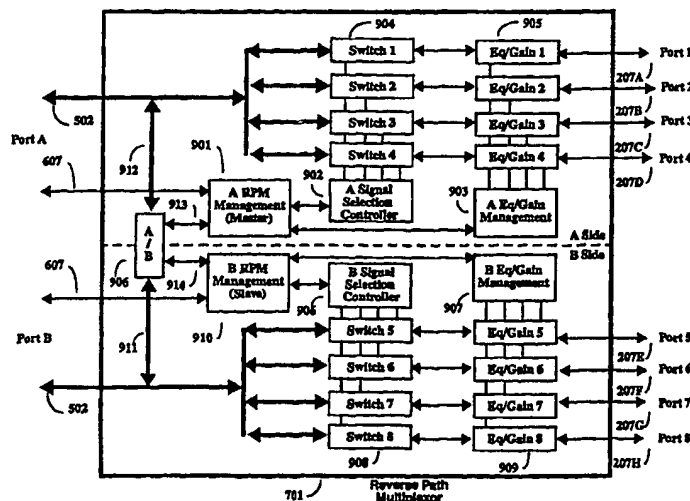 904
905
Switch 1
Eq/Gain 1
Port 1
207A
Switch 2
Eq/Gain 2
Port 2
207B
502
Switch 3
Eq/Gain 3
Port 3
207C
Port A
912
901
Switch 4
Eq/Gain 4
Port 4
207D
607
902
903
A RPM
Management
(Master)
A Signal
Selection
Controller
A Eq/Gain
Management
913
A
/
B
A Side
B Side
607
906
914
B RPM
Management
(Slave)
B Signal
Selection
Controller
B Eq/Gain
Management
906
907
911
910
Port B
Switch 5
Eq/Gain 5
Port 5
207E
Switch 6
Eq/Gain 6
Port 6
207F
502
Switch 7
Eq/Gain 7
Port 7
207G
Switch 8
Eq/Gain 8
Port 8
207H
908
909
701
Reverse Path
Multiplexor